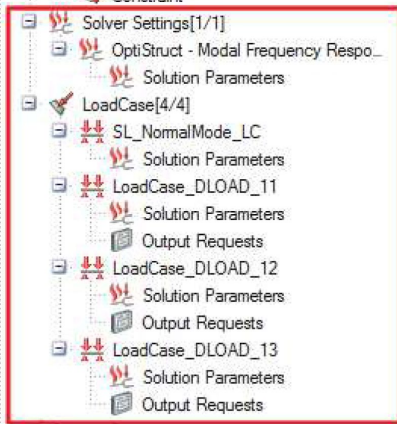 Constraint
Solver Settings[1/1]
OptiStruct - Modal Frequency Respo...
Solution Parameters
LoadCase[4/4]
SL_NormalMode_LC
Solution Parameters
LoadCase_DLOAD_11
Solution Parameters
Output Requests
LoadCase_DLOAD_12
Solution Parameters
Output Requests
LoadCase_DLOAD_13
Solution Parameters
Output Requests